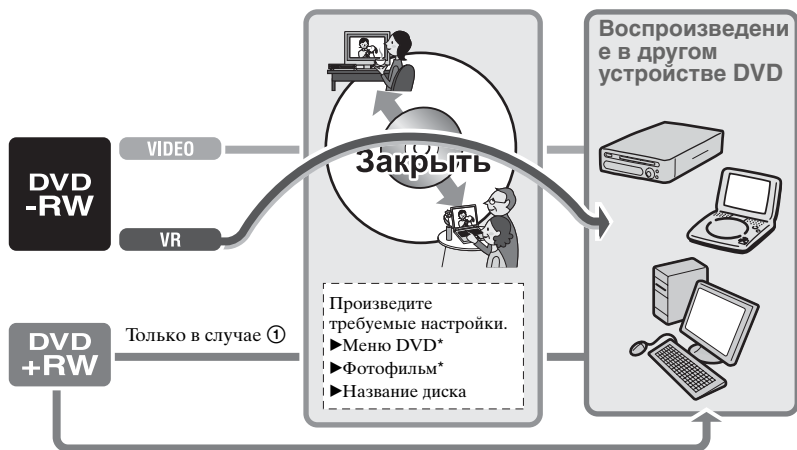 Воспроизведени
е в другом
устройстве DVD
VIDEO
Закрыть
DVD
-RW
VR
Произведите
требуемые настройки.
►Меню DVD*
►Фотофильм*
►Название диска
DVD
+RW
Только в случае ①